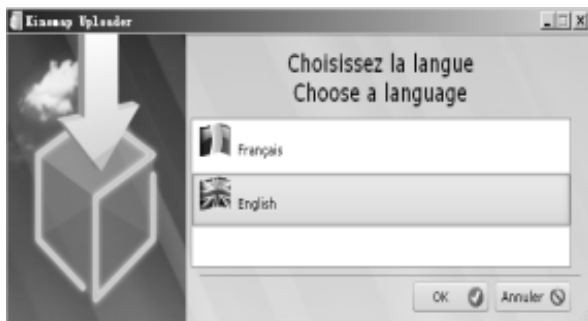 Kinomap Uploader
Choisissez la langue
Choose a language
Français
English
OK
Annuler